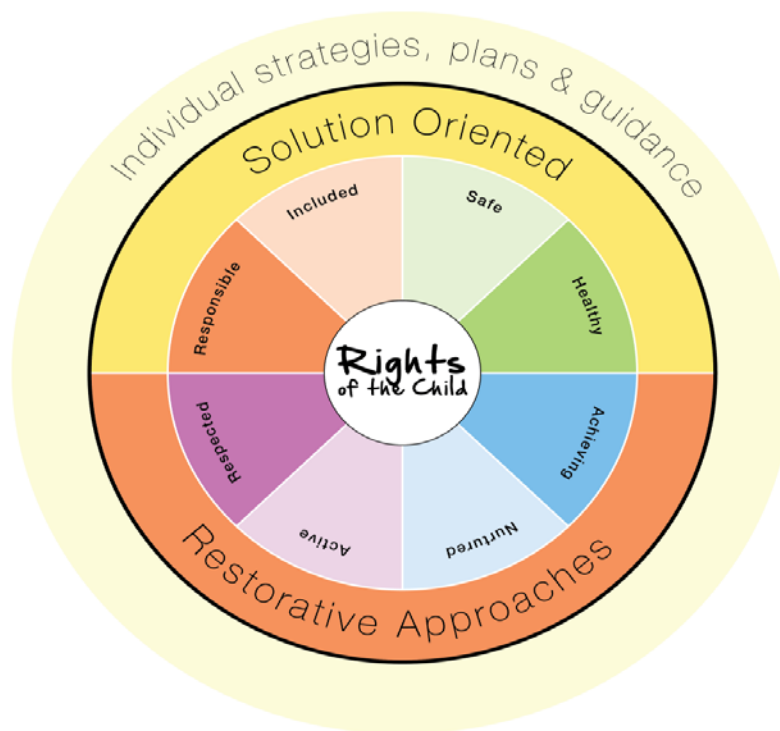 Individual strategies, plans & guidance
Solution Oriented
Included
Safe
Responsible
Healthy
Rights
of the Child
Respected
Achieving
Active
Nurtured
Restorative Approaches